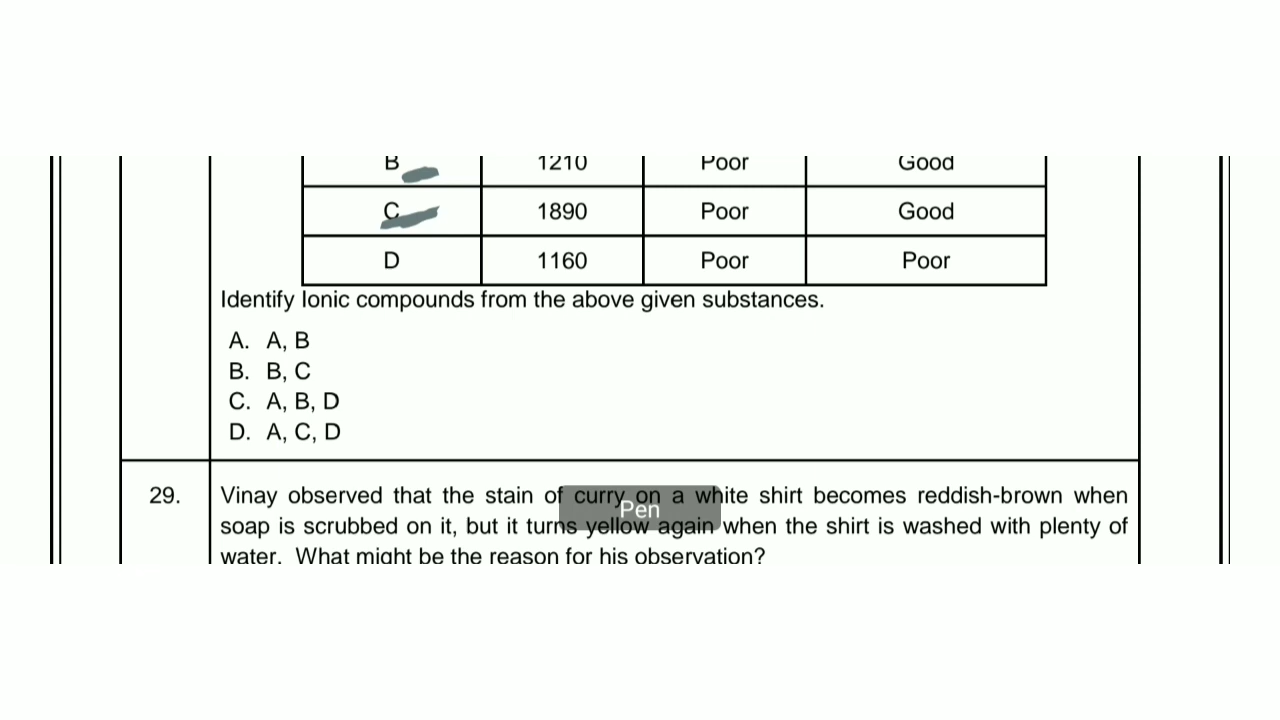 B 1210 Poor Good
C 1890 Poor Good
D 1160 Poor Poor
Identify Ionic compounds from the above given substances.
A. A, B
B. B, C
C. A, B, D
D. A, C, D
29. Vinay observed that the stain of curry on a white shirt becomes reddish-brown when
soap is scrubbed on it, but it turns yellow again when the shirt is washed with plenty of
water. What might be the reason for his observation?
Pen